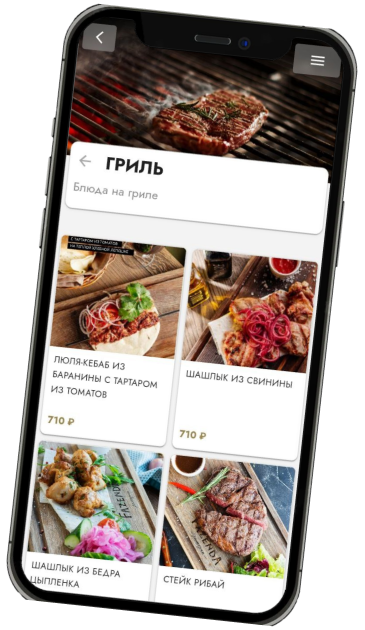 ГРИЛЬ
Блюда на гриле
С ТАРТАРОМ ИЗ ТОМАТОВ
ЛЮЛЯ-КЕБАБ ИЗ
БАРАНИНЫ С ТАРТАРОМ
ИЗ ТОМАТОВ
710 ₽
ШАШЛЫК ИЗ СВИНИНЫ
710 ₽
ШАШЛЫК ИЗ БЕДРА
ЦЫПЛЕНКА
СТЕЙК РИБАЙ